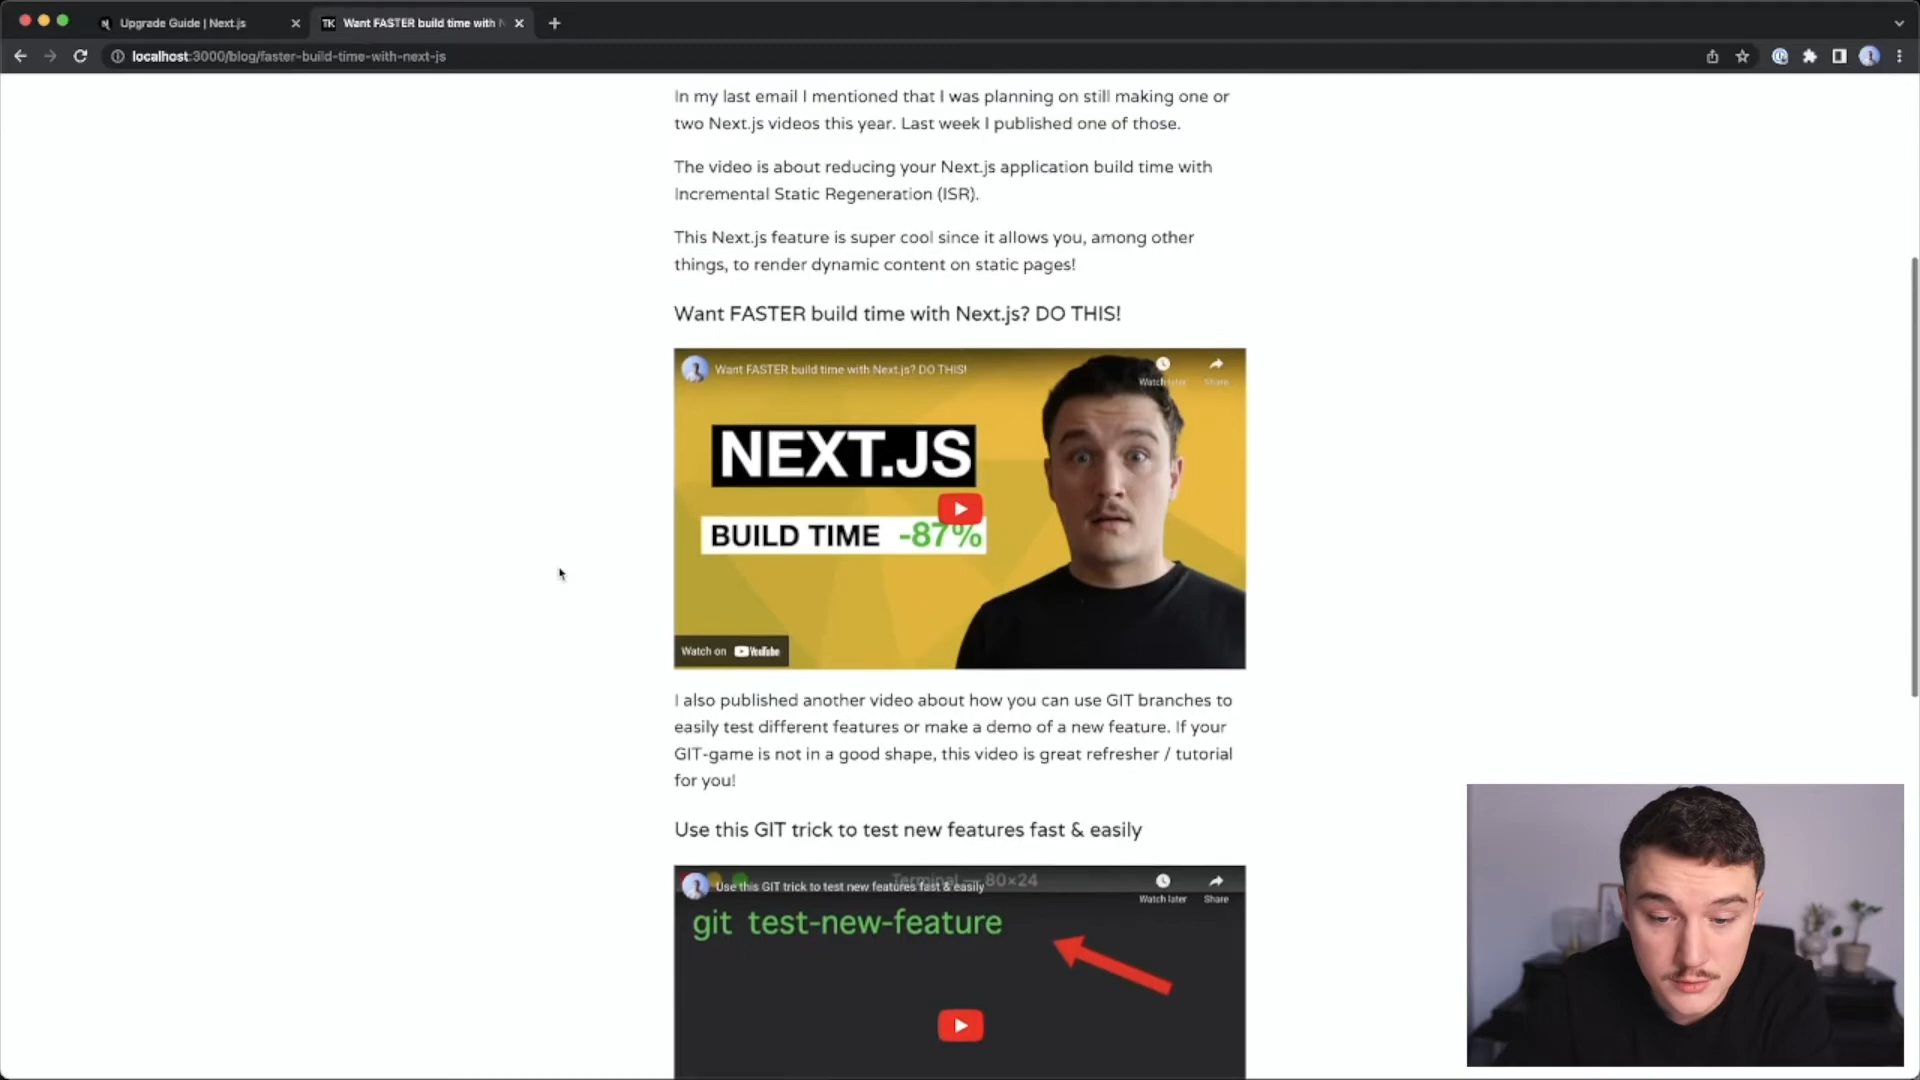 Upgrade Guide | Next.js
TK Want FASTER build time with N
localhost:3000/blog/faster-build-time-with-next-js
In my last email I mentioned that I was planning on still making one or
two Next.js videos this year. Last week I published one of those.
The video is about reducing your Next.js application build time with
Incremental Static Regeneration (ISR).
This Next.js feature is super cool since it allows you, among other
things, to render dynamic content on static pages!
Want FASTER build time with Next.js? DO THIS!
Want FASTER build time with Next.js? DO THIS!
Watch later Share
NEXT.JS
BUILD TIME -87%
Watch on YouTube
I also published another video about how you can use GIT branches to
easily test different features or make a demo of a new feature. If your
GIT-game is not in a good shape, this video is great refresher / tutorial
for you!
Use this GIT trick to test new features fast & easily
Terminal — 80×24
Use this GIT trick to test new features fast & easily
Watch later Share
git test-new-feature